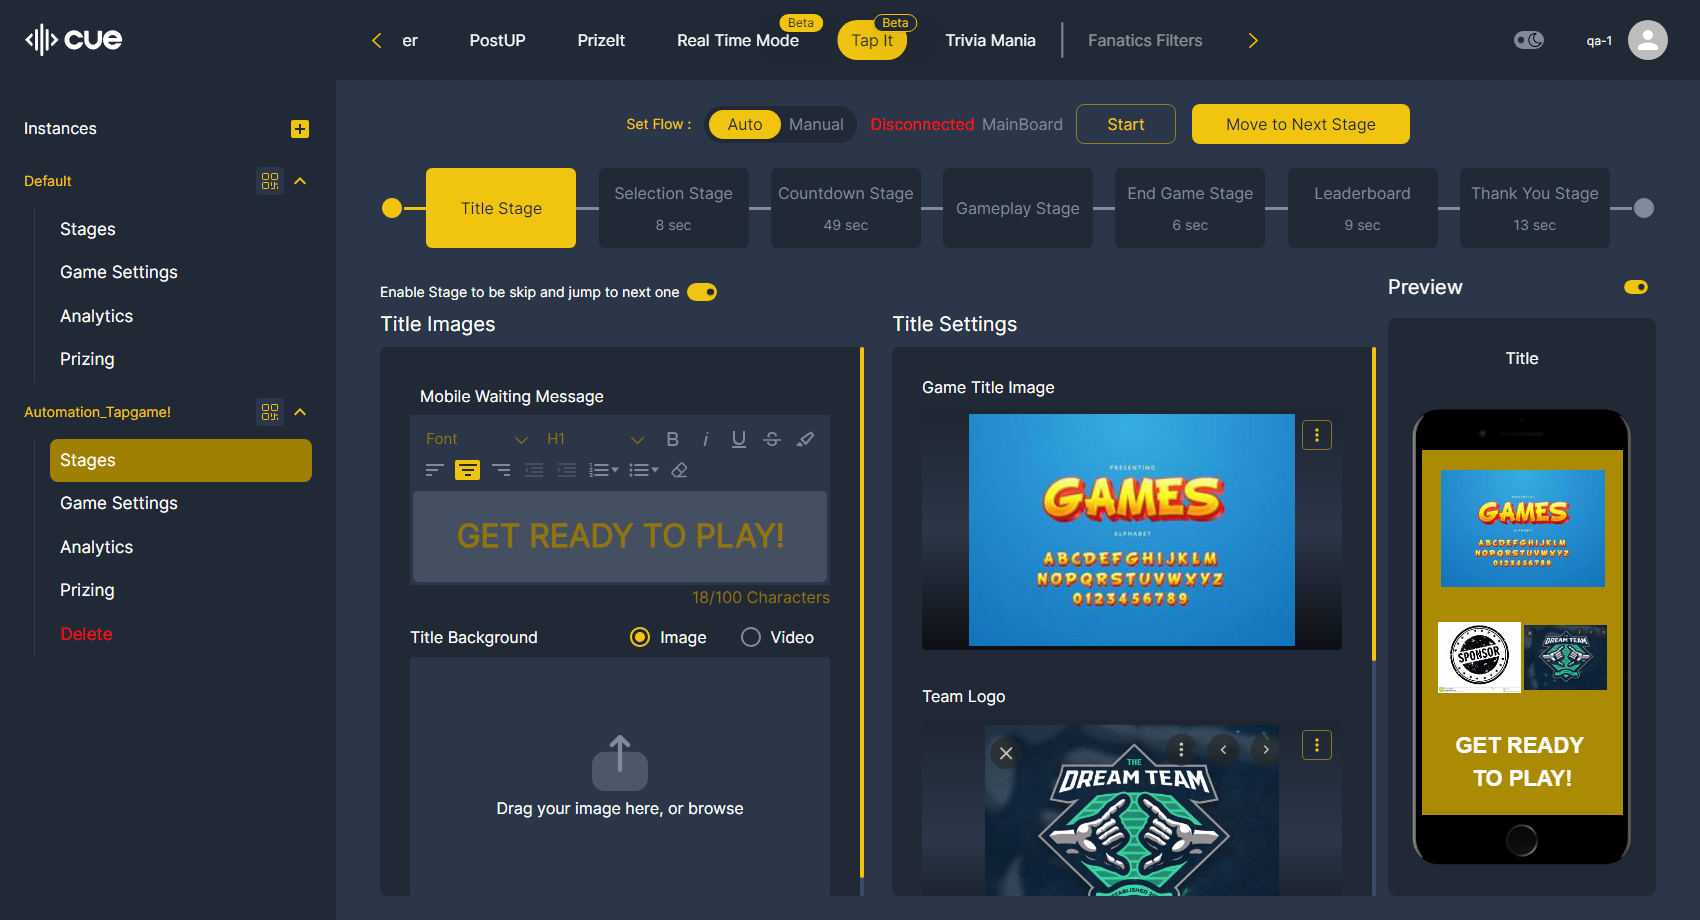 cue
er
PostUP
PrizeIt
Real Time Mode
Beta
Tap It
Beta
Trivia Mania
Fanatics Filters
qa-1
Instances
Default
Stages
Game Settings
Analytics
Prizing
Automation_Tapgame!
Stages
Game Settings
Analytics
Prizing
Delete
Set Flow :
Auto
Manual
Disconnected MainBoard
Start
Move to Next Stage
Title Stage
Selection Stage
8 sec
Countdown Stage
49 sec
Gameplay Stage
End Game Stage
6 sec
Leaderboard
9 sec
Thank You Stage
13 sec
Enable Stage to be skip and jump to next one
Title Images
Mobile Waiting Message
Font
H1
B
i
U
S
GET READY TO PLAY!
18/100 Characters
Title Background
Image
Video
Drag your image here, or browse
Title Settings
Game Title Image
PRESENTING
GAMES
ALPHABET
ABCDEFGHIJKLM
NOPQRSTUVWXYZ
0123456789
Team Logo
THE
DREAM TEAM
Preview
Title
GAMES
ABCDEFGHIJKLM
NOPQRSTUVWXYZ
0123456789
SPONSOR
DREAM TEAM
GET READY
TO PLAY!